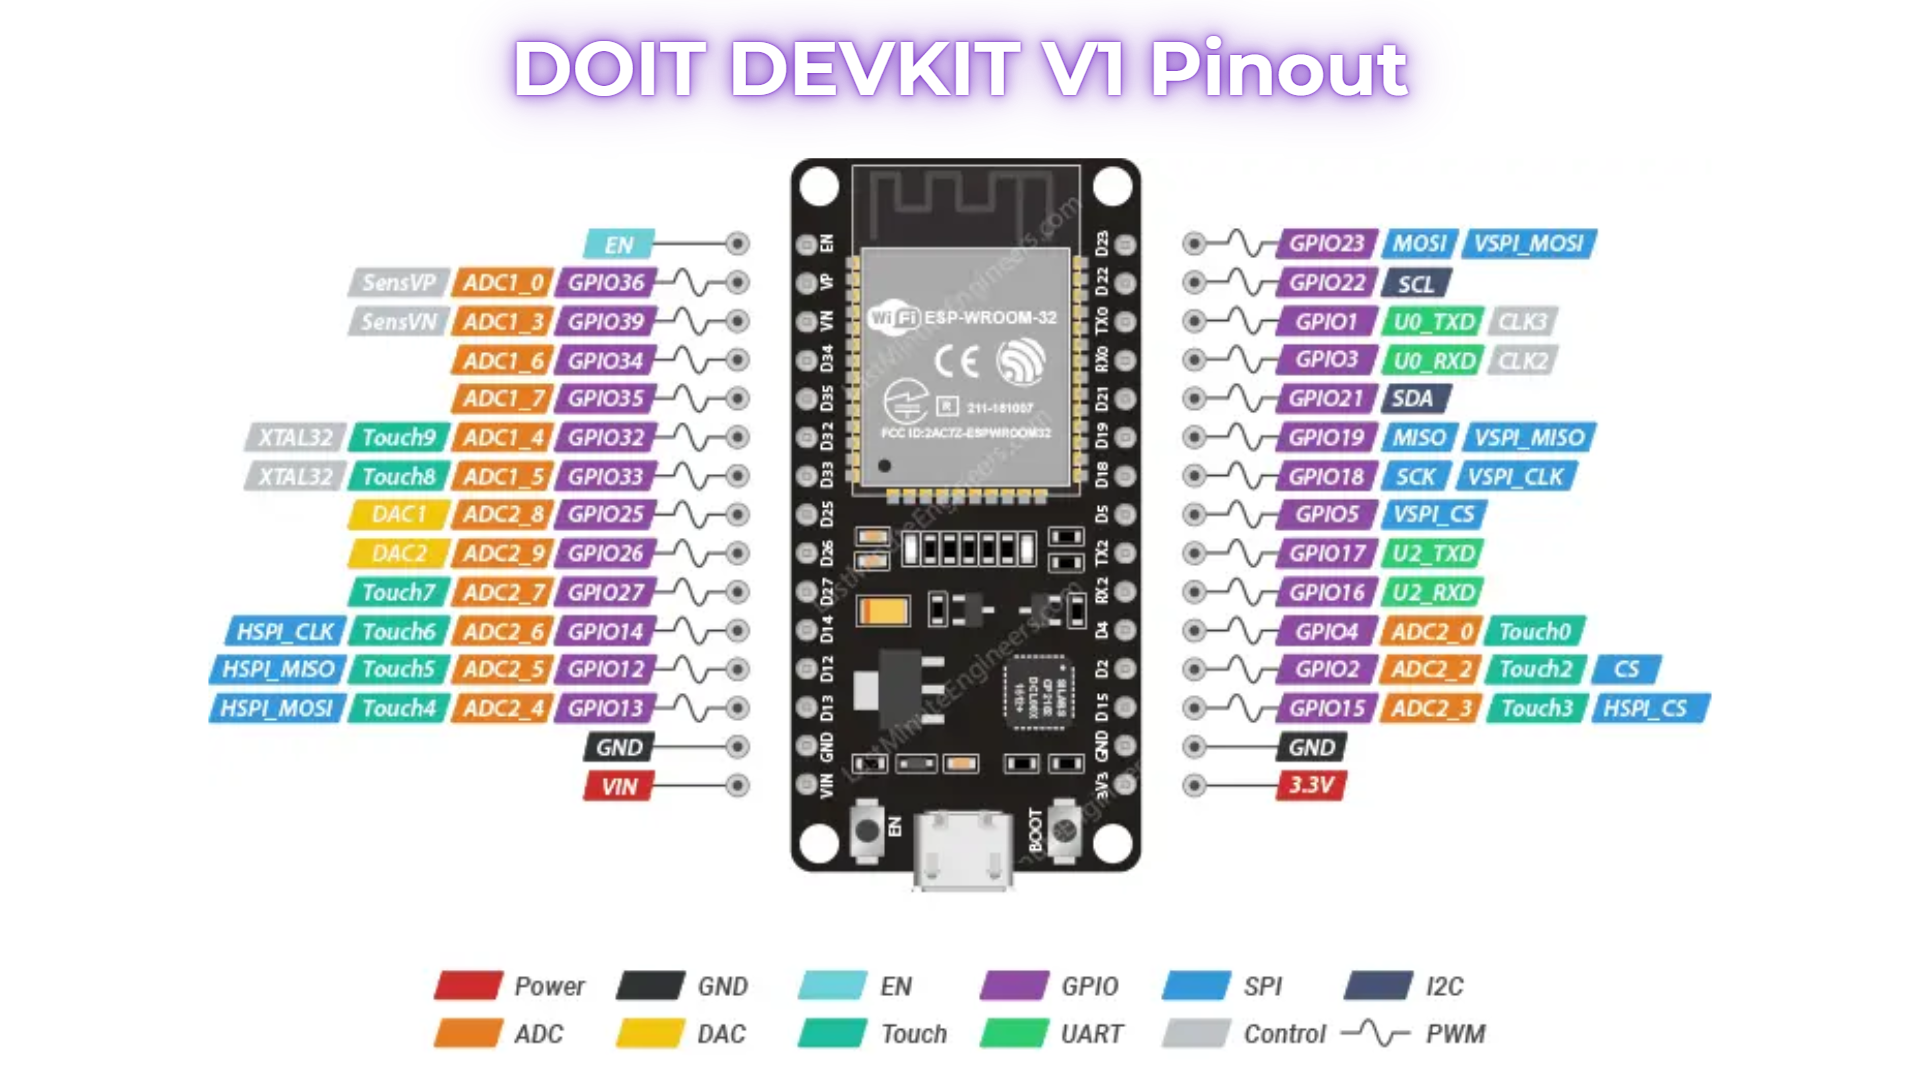 DOIT DEVKIT V1 Pinout
EN
SensVP ADC1_0 GPIO36
SensVN ADC1_3 GPIO39
ADC1_6 GPIO34
ADC1_7 GPIO35
XTAL32 Touch9 ADC1_4 GPIO32
XTAL32 Touch8 ADC1_5 GPIO33
DAC1 ADC2_8 GPIO25
DAC2 ADC2_9 GPIO26
Touch7 ADC2_7 GPIO27
HSPI_CLK Touch6 ADC2_6 GPIO14
HSPI_MISO Touch5 ADC2_5 GPIO12
HSPI_MOSI Touch4 ADC2_4 GPIO13
GND
VIN
EN
VP
VN
D34
D35
D32
D33
D25
D26
D27
D14
D12
D13
GND
VIN
WiFi ESP-WROOM-32
CE
R 211-161007
FCC ID:2AC7Z-ESPWROOM32
LastMinuteEngineers.com
EN
BOOT
D23
D22
TX0
RX0
D21
D19
D18
D5
TX2
RX2
D4
D2
D15
GND
3V3
GPIO23 MOSI VSPI_MOSI
GPIO22 SCL
GPIO1 U0_TXD CLK3
GPIO3 U0_RXD CLK2
GPIO21 SDA
GPIO19 MISO VSPI_MISO
GPIO18 SCK VSPI_CLK
GPIO5 VSPI_CS
GPIO17 U2_TXD
GPIO16 U2_RXD
GPIO4 ADC2_0 Touch0
GPIO2 ADC2_2 Touch2 CS
GPIO15 ADC2_3 Touch3 HSPI_CS
GND
3.3V
Power GND EN GPIO SPI I2C
ADC DAC Touch UART Control PWM